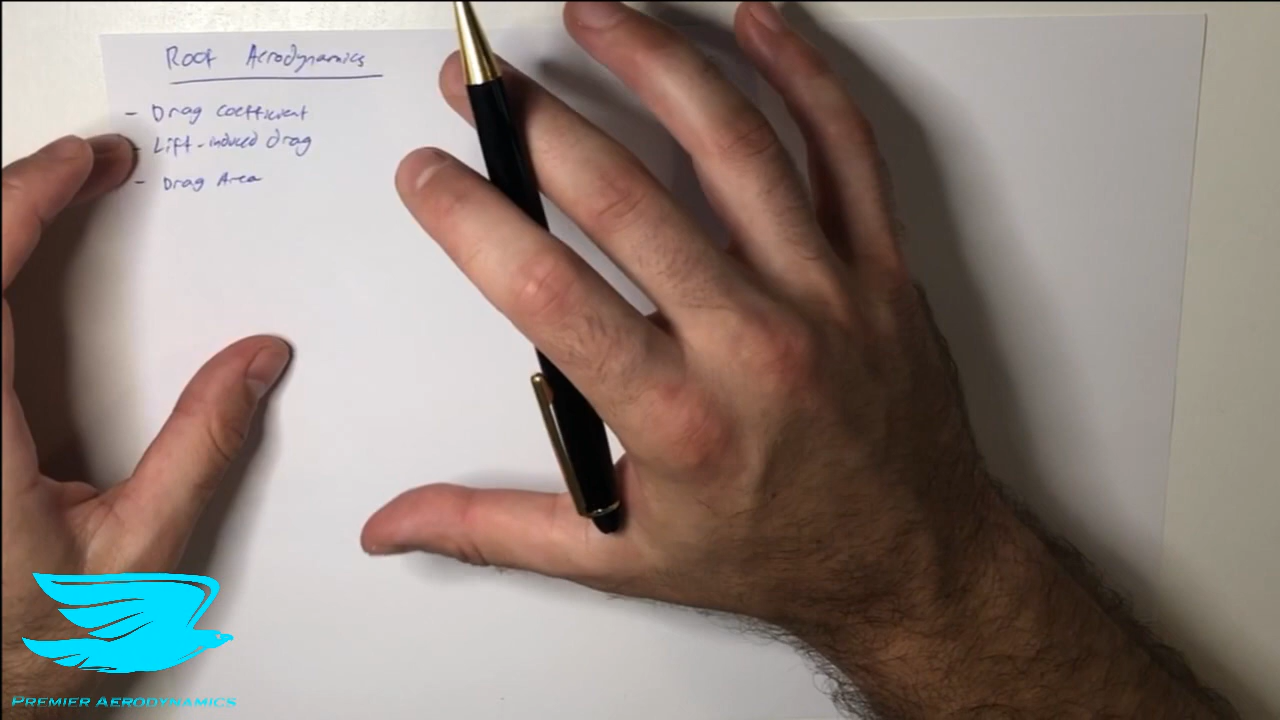 Roof Aerodynamics
- Drag coefficient
- Lift-induced drag
- Drag Area
PREMIER AERODYNAMICS